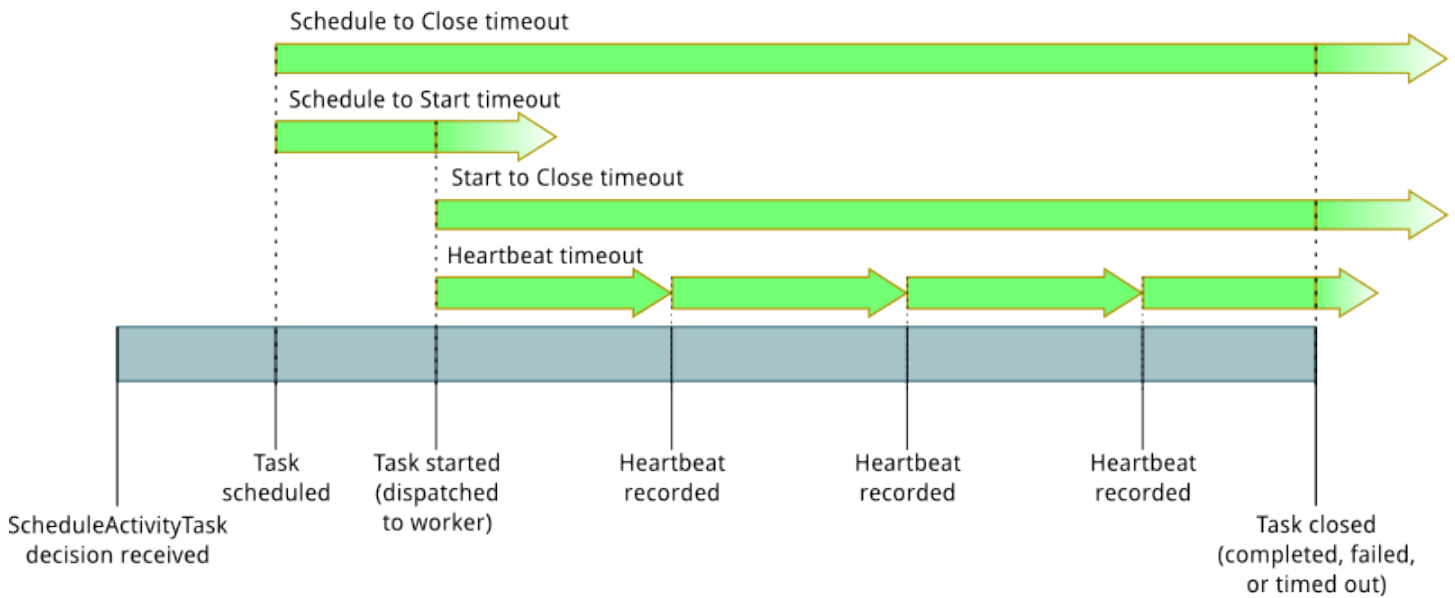 Schedule to Close timeout
Schedule to Start timeout
Start to Close timeout
Heartbeat timeout
Task
scheduled
Task started
(dispatched
to worker)
Heartbeat
recorded
Heartbeat
recorded
Heartbeat
recorded
ScheduleActivityTask
decision received
Task closed
(completed, failed,
or timed out)